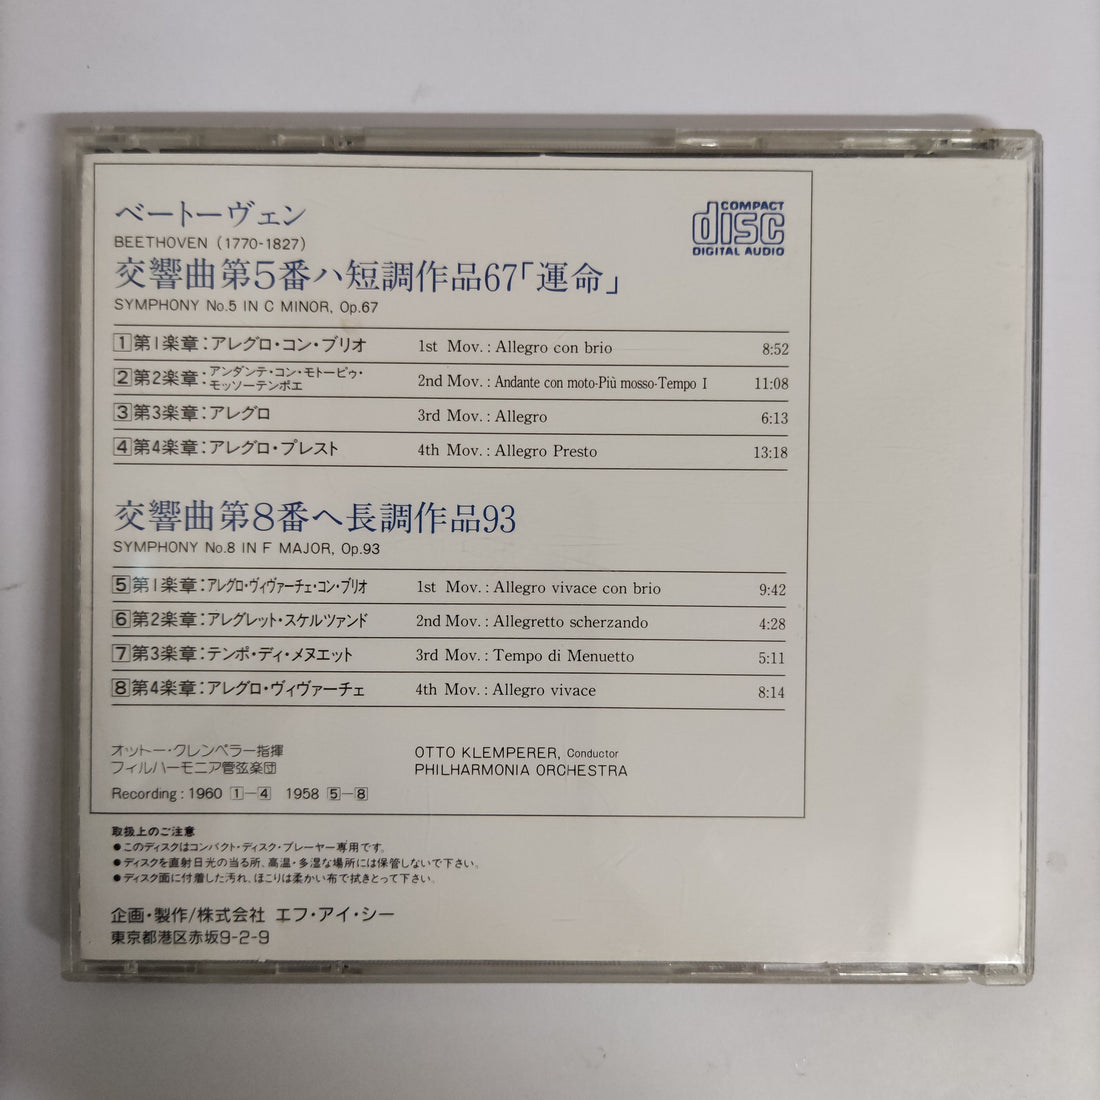 ベートーヴェン
BEETHOVEN (1770-1827)
COMPACT
disc
DIGITAL AUDIO
交響曲第5番ハ短調作品67「運命」
SYMPHONY No.5 IN C MINOR, Op.67
1 第1楽章:アレグロ・コン・ブリオ 1st Mov.: Allegro con brio 8:52
2 第2楽章:アンダンテ・コン・モト-ピゥ・モッソ-テンポエ 2nd Mov.: Andante con moto-Più mosso-Tempo I 11:08
3 第3楽章:アレグロ 3rd Mov.: Allegro 6:13
4 第4楽章:アレグロ・プレスト 4th Mov.: Allegro Presto 13:18
交響曲第8番ヘ長調作品93
SYMPHONY No.8 IN F MAJOR, Op.93
5 第1楽章:アレグロ・ヴィヴァーチェ・コン・ブリオ 1st Mov.: Allegro vivace con brio 9:42
6 第2楽章:アレグレット・スケルツァンド 2nd Mov.: Allegretto scherzando 4:28
7 第3楽章:テンポ・ディ・メヌエット 3rd Mov.: Tempo di Menuetto 5:11
8 第4楽章:アレグロ・ヴィヴァーチェ 4th Mov.: Allegro vivace 8:14
オットー・クレンペラー指揮 OTTO KLEMPERER, Conductor
フィルハーモニア管弦楽団 PHILHARMONIA ORCHESTRA
Recording: 1960 1-4 1958 5-8
取扱上のご注意
●このディスクはコンパクト・ディスク・プレーヤー専用です。
●ディスクを直射日光の当る所、高温・多湿な場所には保管しないで下さい。
●ディスク面に付着した汚れ、ほこりは柔かい布で拭きとって下さい。
企画・製作/株式会社 エフ・アイ・シー
東京都港区赤坂9-2-9